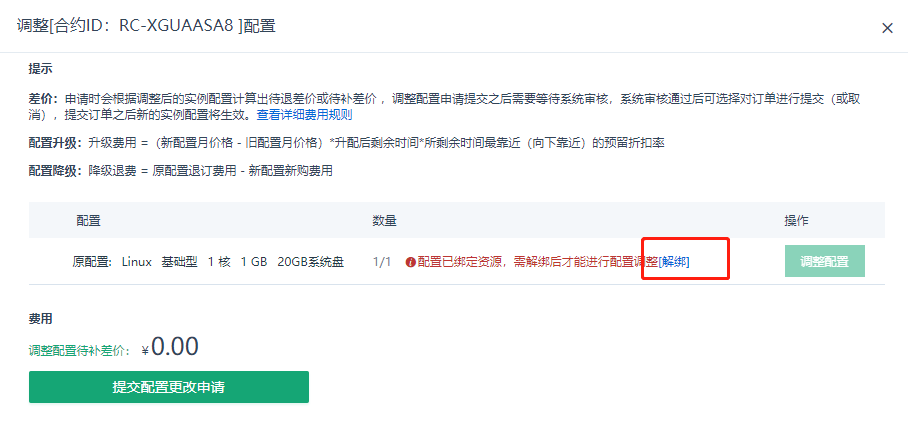 调整[合约ID：RC-XGUAASA8 ]配置
提示
差价：申请时会根据调整后的实例配置计算出待退差价或待补差价 ，调整配置申请提交之后需要等待系统审核，系统审核通过后可选择对订单进行提交（或取
消），提交订单之后新的实例配置将生效。查看详细费用规则
配置升级：升级费用 =（新配置月价格 - 旧配置月价格）*升配后剩余时间*所剩余时间最靠近（向下靠近）的预留折扣率
配置降级：降级退费 = 原配置退订费用 - 新配置新购费用
配置 数量 操作
原配置: Linux 基础型 1 核 1 GB 20GB系统盘 1/1 配置已绑定资源，需解绑后才能进行配置调整[解绑] 调整配置
费用
调整配置待补差价： ¥0.00
提交配置更改申请